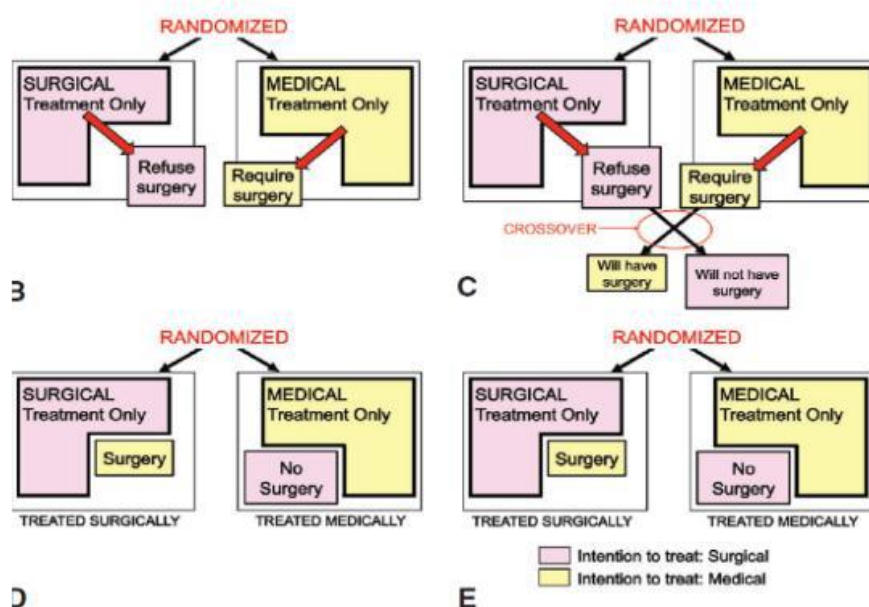 RANDOMIZED
SURGICAL
Treatment Only
MEDICAL
Treatment Only
Refuse
surgery
Require
surgery
B
RANDOMIZED
SURGICAL
Treatment Only
MEDICAL
Treatment Only
Refuse
surgery
Require
surgery
CROSSOVER
Will have
surgery
Will not have
surgery
C
RANDOMIZED
SURGICAL
Treatment Only
MEDICAL
Treatment Only
Surgery
No
Surgery
TREATED SURGICALLY
TREATED MEDICALLY
D
RANDOMIZED
SURGICAL
Treatment Only
MEDICAL
Treatment Only
Surgery
No
Surgery
TREATED SURGICALLY
TREATED MEDICALLY
E
Intention to treat: Surgical
Intention to treat: Medical